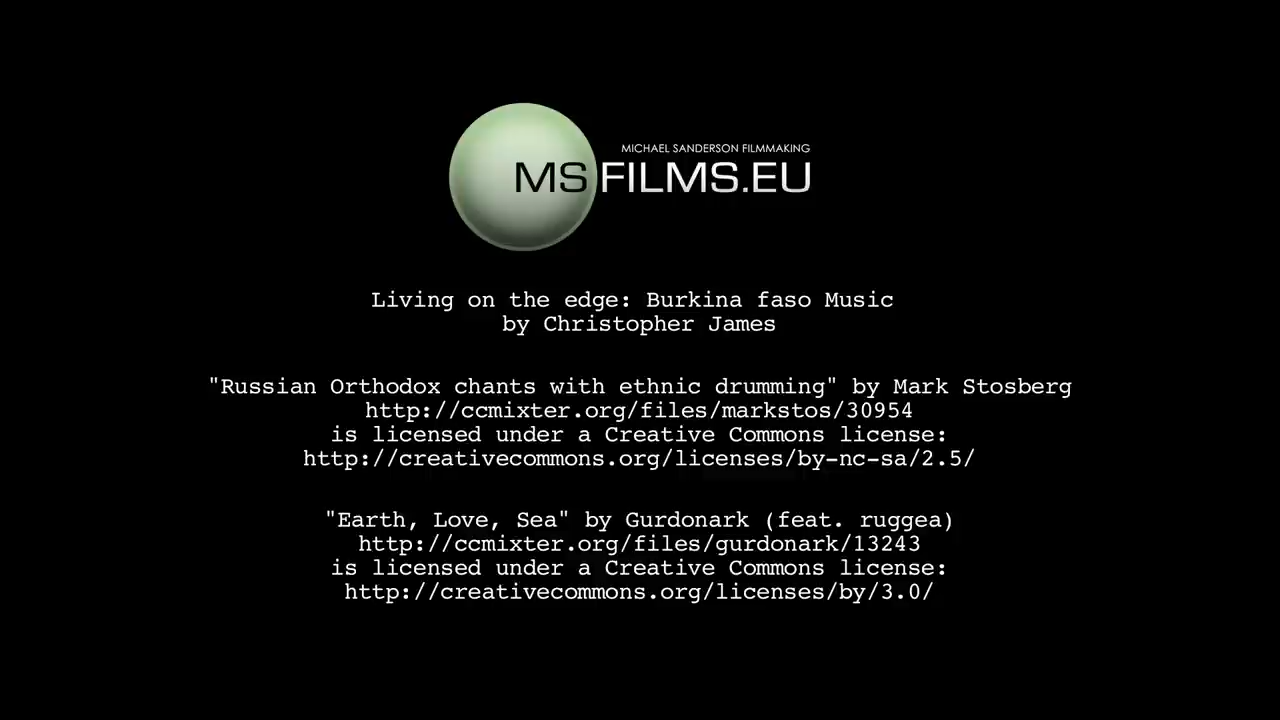 MICHAEL SANDERSON FILMMAKING
MS FILMS.EU
Living on the edge: Burkina faso Music
by Christopher James
"Russian Orthodox chants with ethnic drumming" by Mark Stosberg
http://ccmixter.org/files/markstos/30954
is licensed under a Creative Commons license:
http://creativecommons.org/licenses/by-nc-sa/2.5/
"Earth, Love, Sea" by Gurdonark (feat. ruggea)
http://ccmixter.org/files/gurdonark/13243
is licensed under a Creative Commons license:
http://creativecommons.org/licenses/by/3.0/